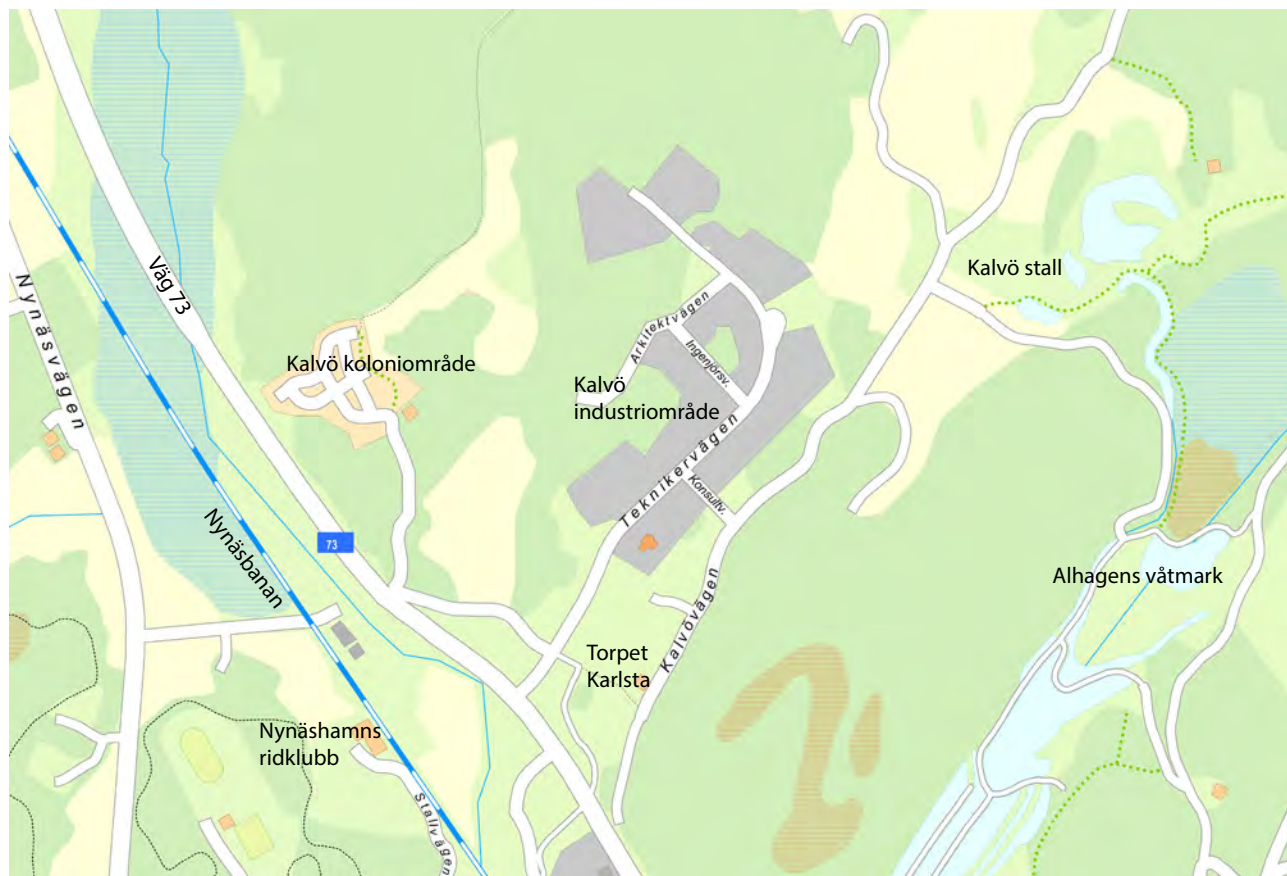 Väg 73
Nynäsvägen
Kalvö stall
Arkitektvägen
Ingenjörsv.
Kalvö koloniområde
Kalvö
industriområde
Teknikervägen
Konsultv.
Nynäsbanan
73
Alhagens våtmark
Kalvövägen
Torpet
Karlsta
Nynäshamns
ridklubb
Stallvägen